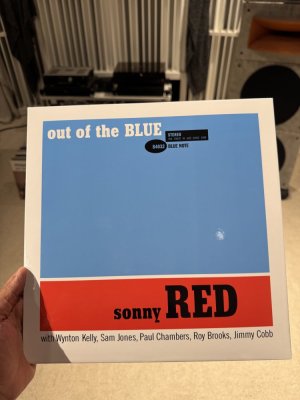 out of the BLUE
STEREO
84032 BLUE NOTE
sonny RED
with Wynton Kelly, Sam Jones, Paul Chambers, Roy Brooks, Jimmy Cobb